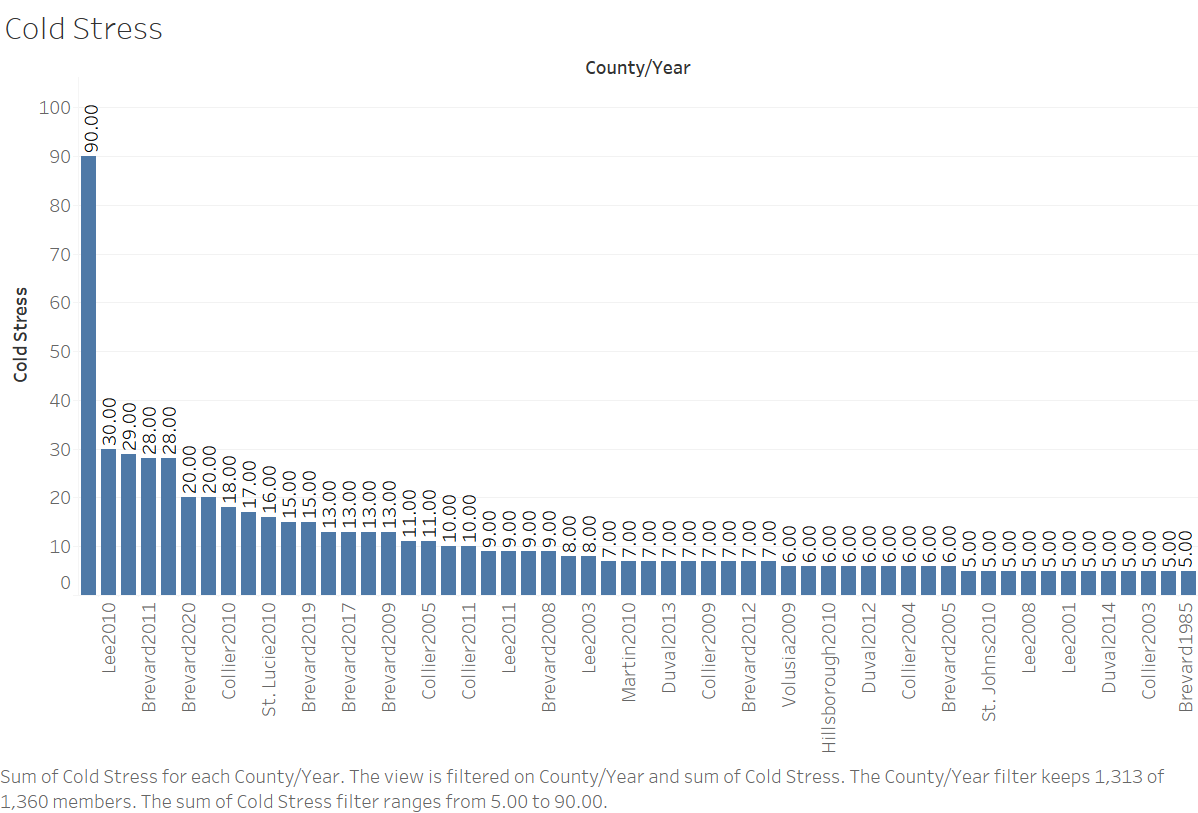 Cold Stress
County/Year
Cold Stress
100
90
80
70
60
50
40
30
20
10
0
90.00
30.00
29.00
28.00
28.00
20.00
20.00
18.00
17.00
16.00
15.00
15.00
13.00
13.00
13.00
13.00
11.00
11.00
10.00
10.00
9.00
9.00
9.00
9.00
8.00
8.00
7.00
7.00
7.00
7.00
7.00
7.00
7.00
7.00
7.00
6.00
6.00
6.00
6.00
6.00
6.00
6.00
6.00
6.00
5.00
5.00
5.00
5.00
5.00
5.00
5.00
5.00
5.00
5.00
5.00
5.00
Lee2010
Brevard2011
Brevard2020
Collier2010
St. Lucie2010
Brevard2019
Brevard2017
Brevard2009
Collier2005
Collier2011
Lee2011
Brevard2008
Lee2003
Martin2010
Duval2013
Collier2009
Brevard2012
Volusia2009
Hillsborough2010
Duval2012
Collier2004
Brevard2005
St. Johns2010
Lee2008
Lee2001
Duval2014
Collier2003
Brevard1985
Sum of Cold Stress for each County/Year. The view is filtered on County/Year and sum of Cold Stress. The County/Year filter keeps 1,313 of
1,360 members. The sum of Cold Stress filter ranges from 5.00 to 90.00.